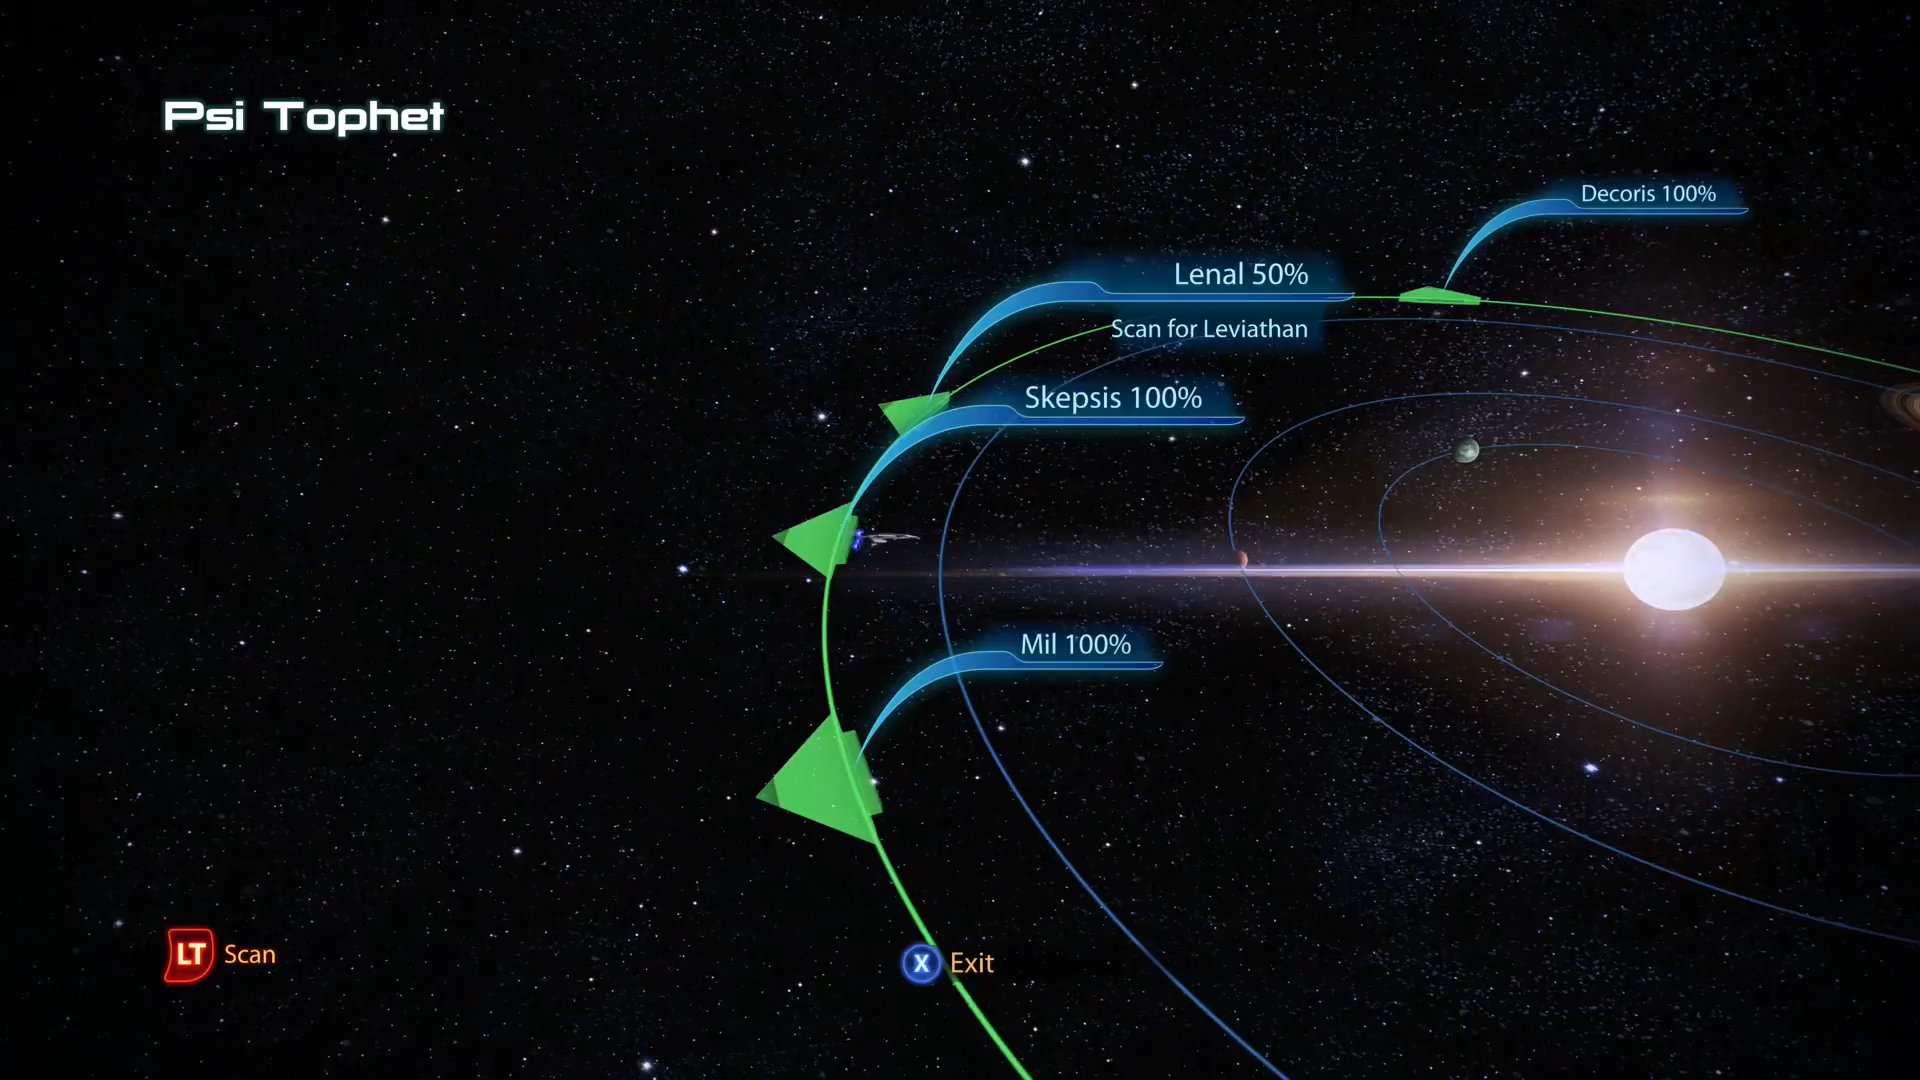 Psi Tophet
Decoris 100%
Lenal 50%
Scan for Leviathan
Skepsis 100%
Mil 100%
LT Scan
X Exit